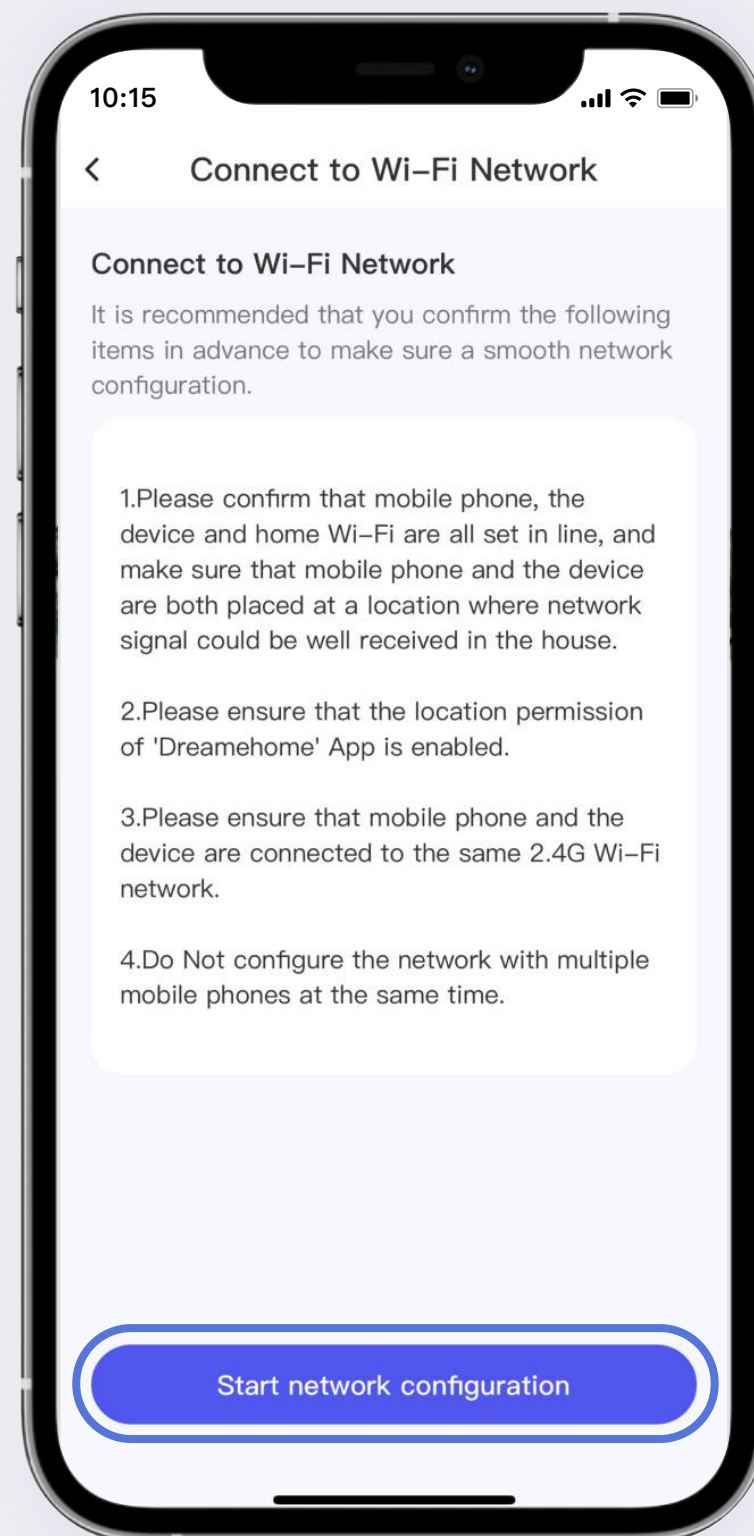 10:15
Connect to Wi-Fi Network
Connect to Wi-Fi Network
It is recommended that you confirm the following
items in advance to make sure a smooth network
configuration.
1.Please confirm that mobile phone, the
device and home Wi-Fi are all set in line, and
make sure that mobile phone and the device
are both placed at a location where network
signal could be well received in the house.
2.Please ensure that the location permission
of 'Dreamehome' App is enabled.
3.Please ensure that mobile phone and the
device are connected to the same 2.4G Wi-Fi
network.
4.Do Not configure the network with multiple
mobile phones at the same time.
Start network configuration